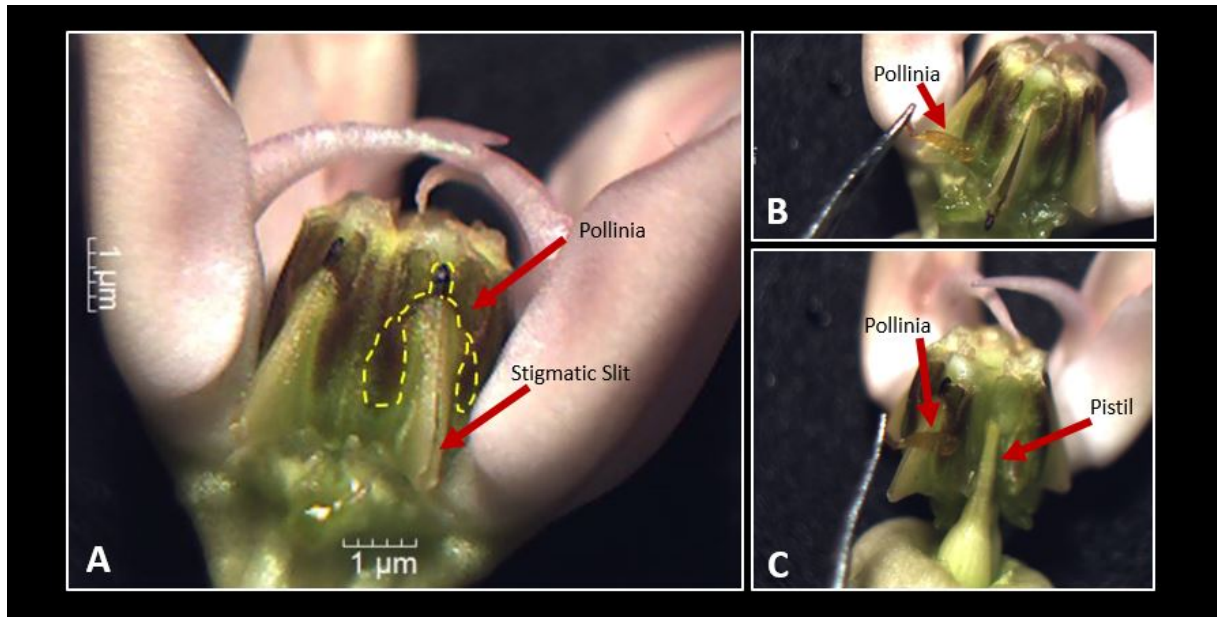 Pollinia
Stigmatic Slit
1 µm
1 µm
A
Pollinia
B
Pollinia
Pistil
C